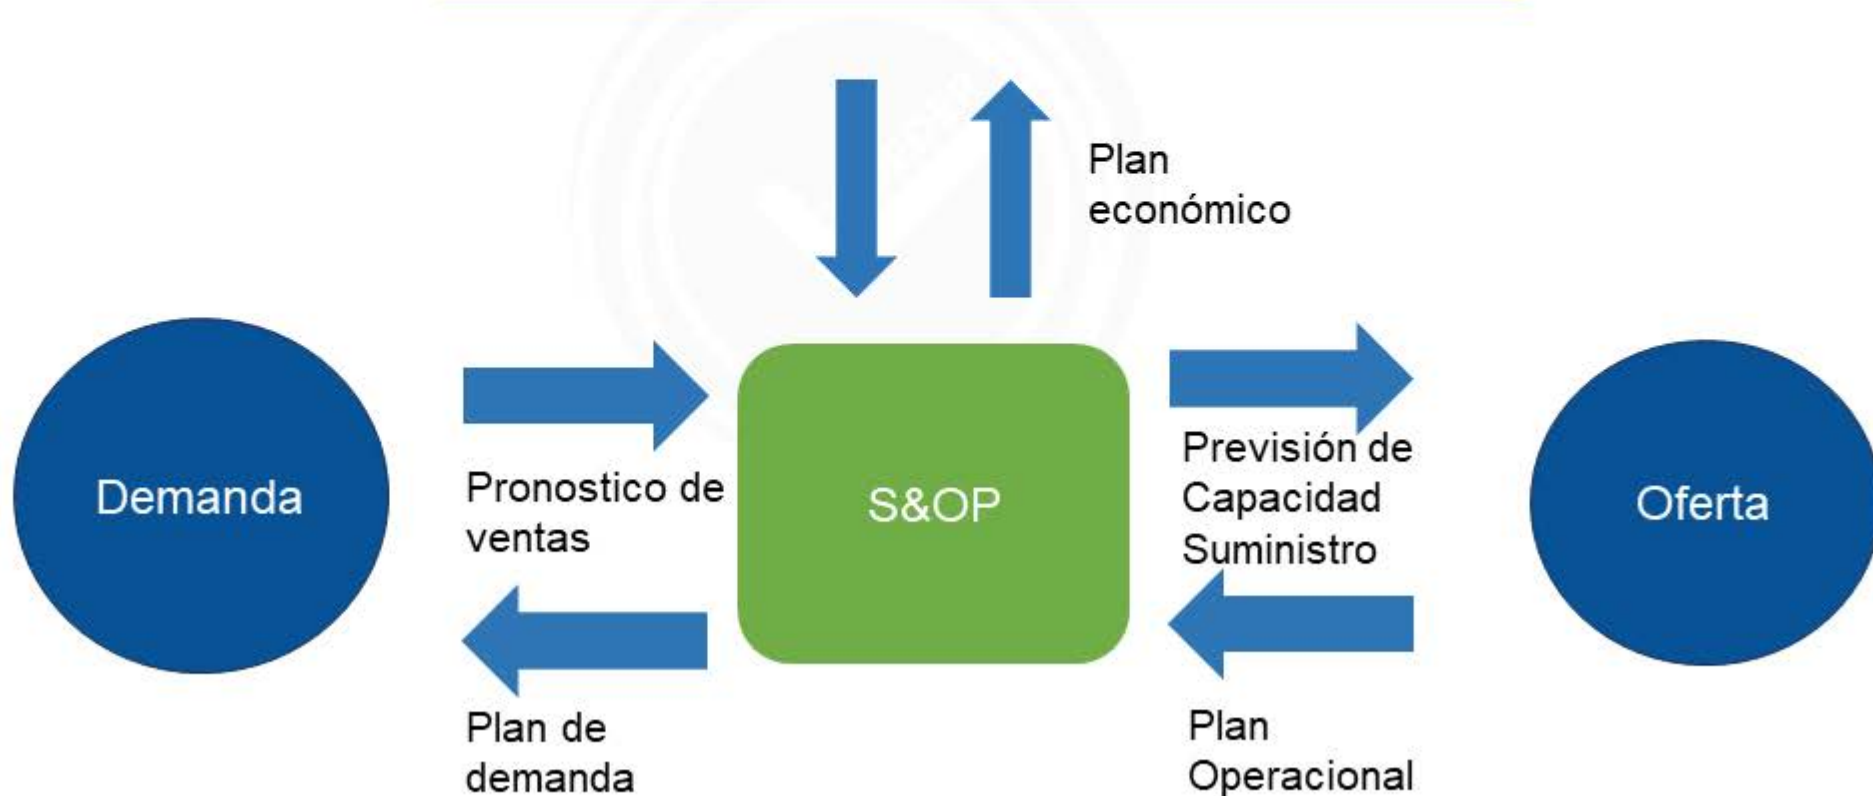 Plan
económico
Demanda
Pronostico de
ventas
S&OP
Previsión de
Capacidad
Suministro
Oferta
Plan de
demanda
Plan
Operacional